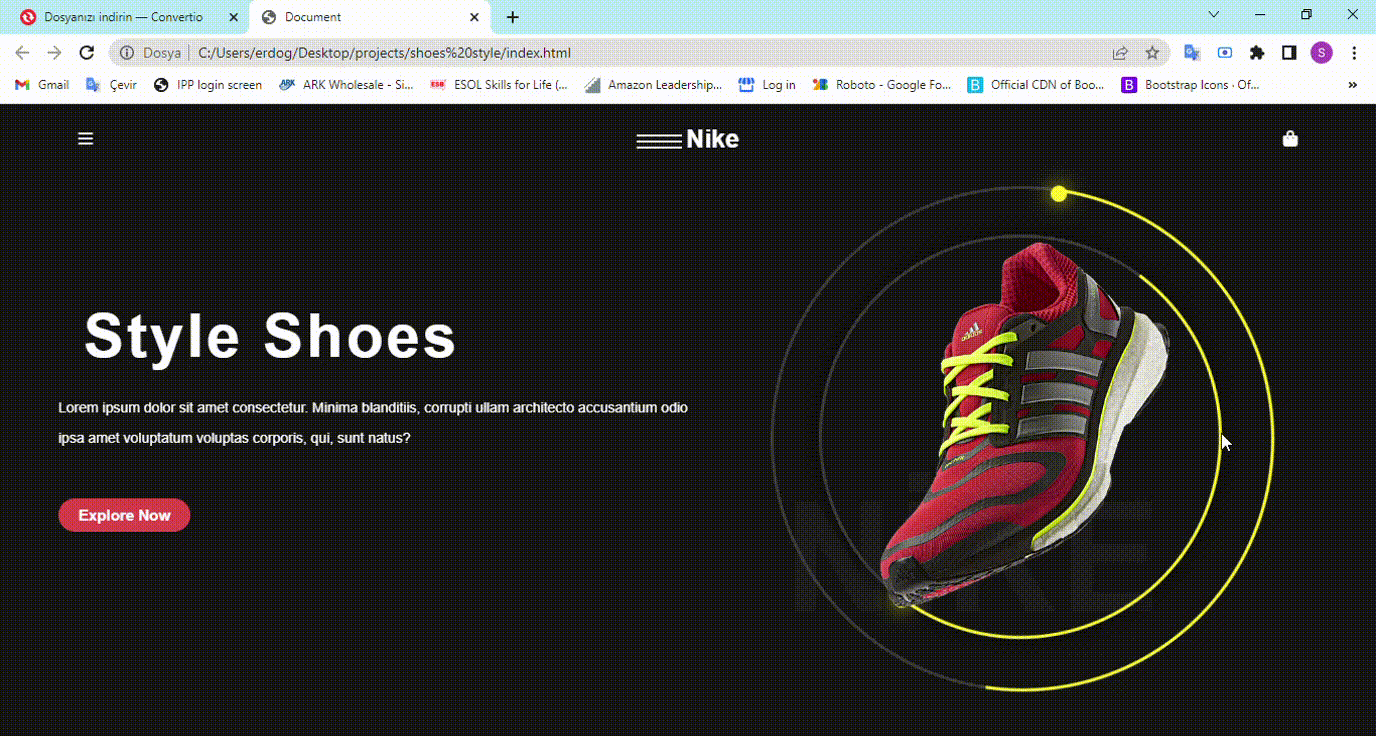 Dosyanızı indirin — Convertio
Document
Dosya
C:/Users/erdog/Desktop/projects/shoes%20style/index.html
S
Gmail
Çevir
IPP login screen
ARK Wholesale - Si...
ESOL Skills for Life (...
Amazon Leadership...
Log in
Roboto - Google Fo...
Official CDN of Boo...
Bootstrap Icons · Of...
Nike
Style Shoes
Lorem ipsum dolor sit amet consectetur. Minima blanditiis, corrupti ullam architecto accusantium odio
ipsa amet voluptatum voluptas corporis, qui, sunt natus?
Explore Now
adidas
NIKE